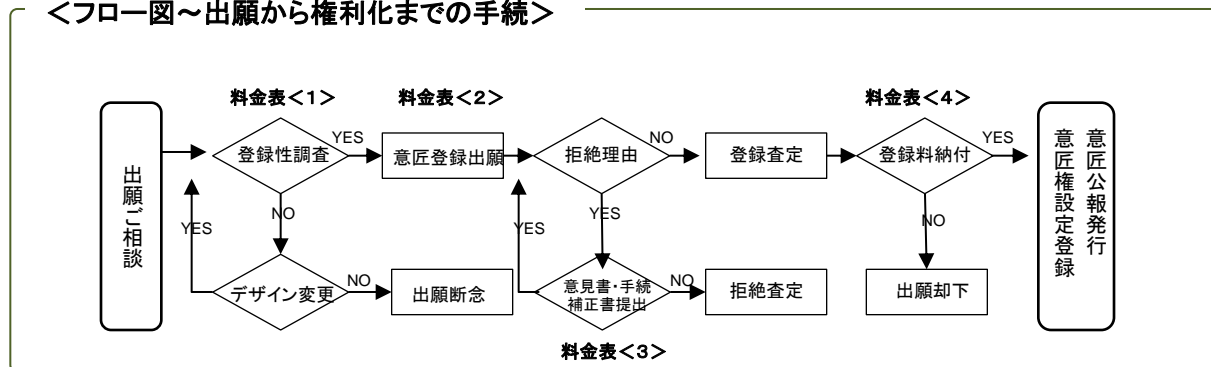 ＜フロー図～出願から権利化までの手続＞
料金表＜１＞
料金表＜２＞
料金表＜４＞
出願ご相談
登録性調査
YES
意匠登録出願
拒絶理由
NO
登録査定
登録料納付
YES
意匠公報発行
意匠権設定登録
YES
NO
YES
YES
NO
デザイン変更
NO
出願断念
意見書・手続
補正書提出
NO
拒絶査定
出願却下
料金表＜３＞